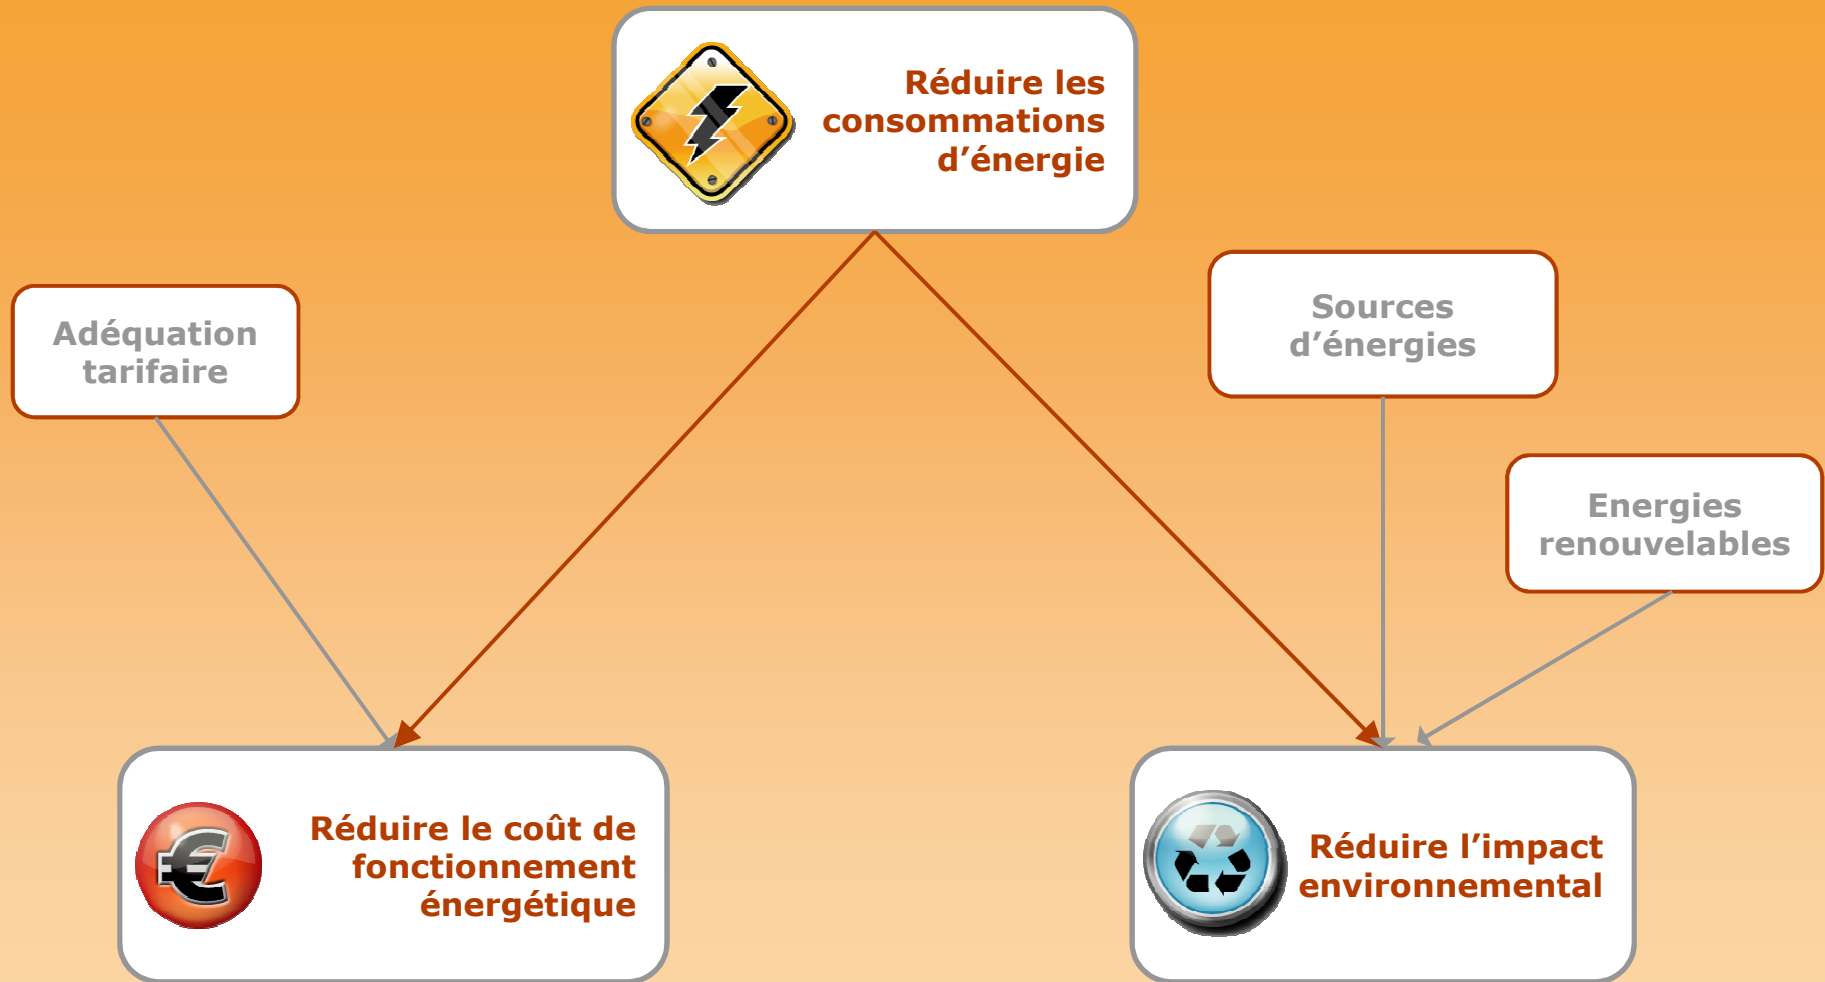 Réduire les
consommations
d’énergie
Adéquation
tarifaire
Sources
d’énergies
Energies
renouvelables
Réduire le coût de
fonctionnement
énergétique
Réduire l’impact
environnemental